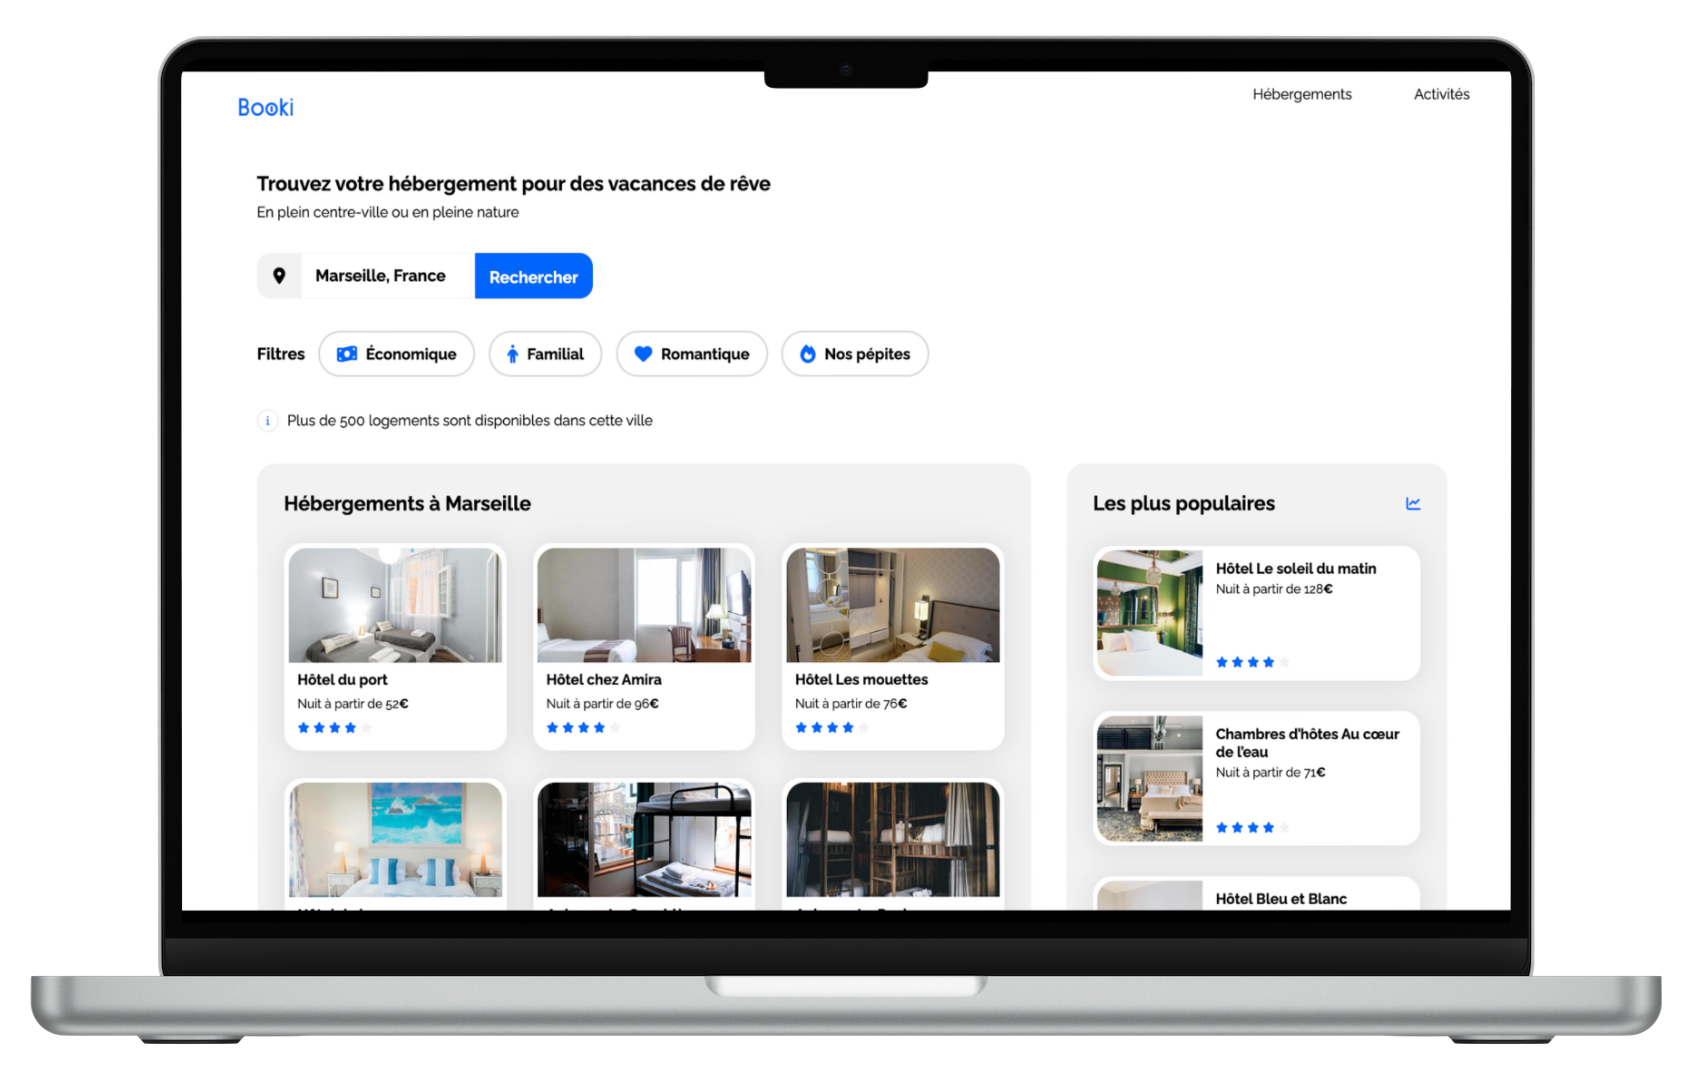 Booki
Hébergements
Activités
Trouvez votre hébergement pour des vacances de rêve
En plein centre-ville ou en pleine nature
Marseille, France
Rechercher
Filtres
Économique
Familial
Romantique
Nos pépites
Plus de 500 logements sont disponibles dans cette ville
Hébergements à Marseille
Hôtel du port
Nuit à partir de 52€
Hôtel chez Amira
Nuit à partir de 96€
Hôtel Les mouettes
Nuit à partir de 76€
Les plus populaires
Hôtel Le soleil du matin
Nuit à partir de 128€
Chambres d'hôtes Au cœur
de l'eau
Nuit à partir de 71€
Hôtel Bleu et Blanc